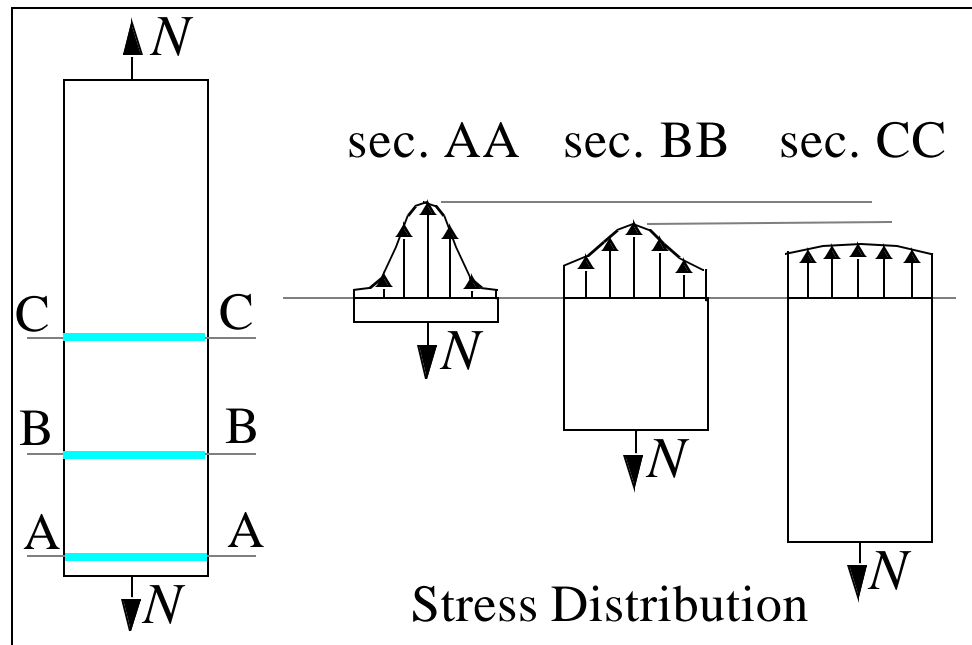 N
sec. AA sec. BB sec. CC
C C
N
B B
N
A A
N
N
Stress Distribution